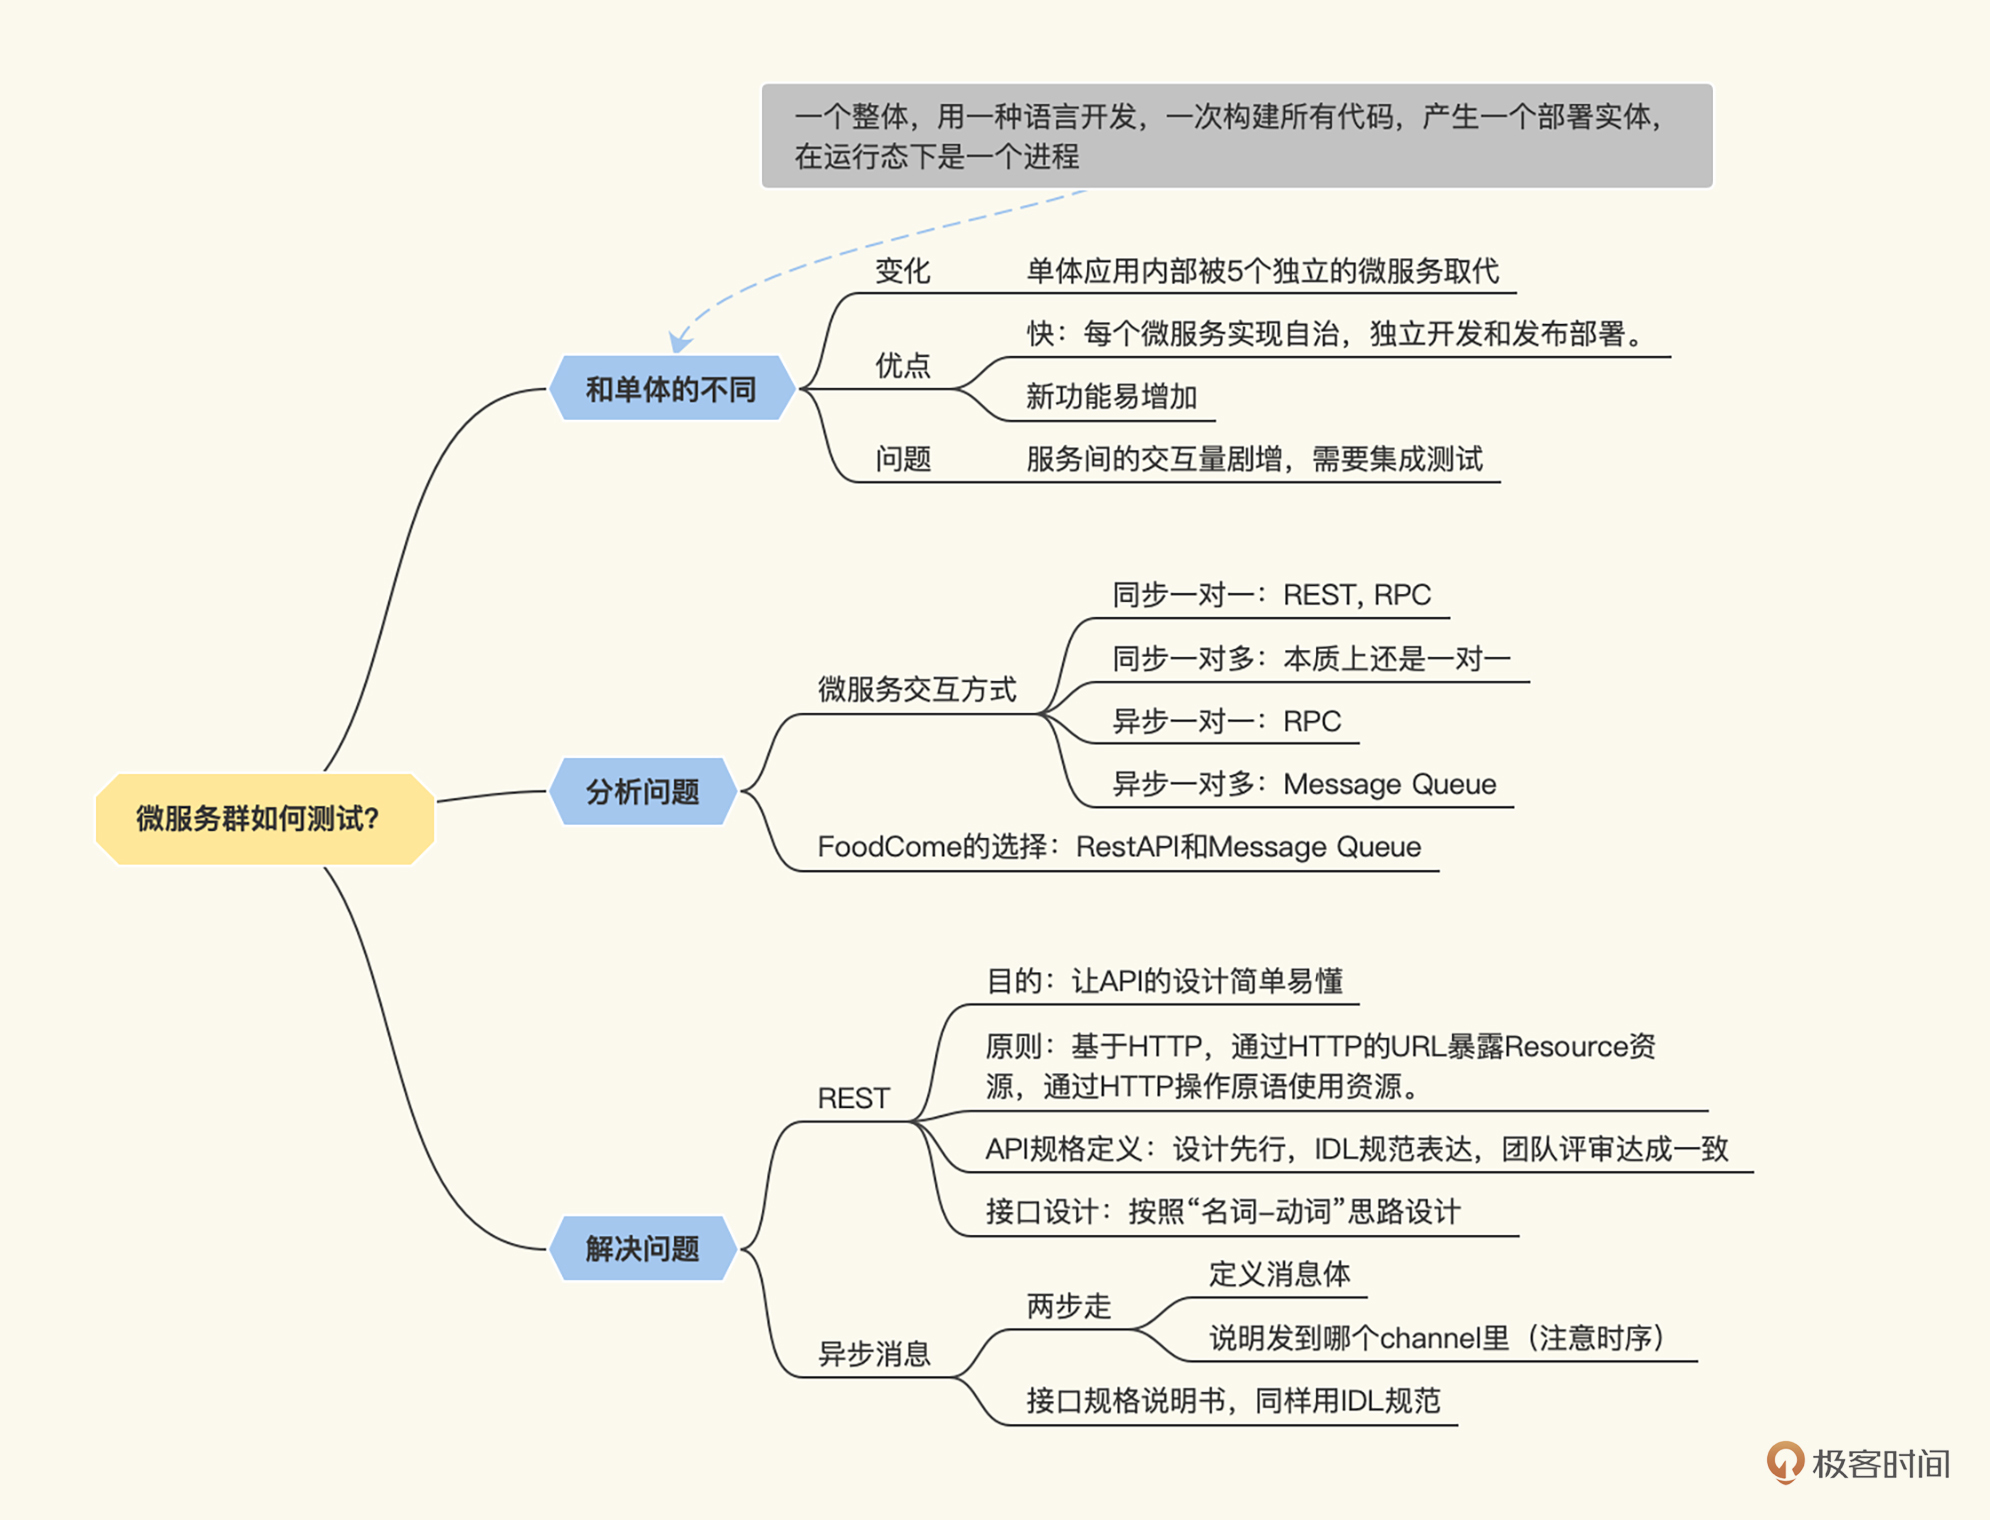 一个整体，用一种语言开发，一次构建所有代码，产生一个部署实体，
在运行态下是一个进程
变化
单体应用内部被5个独立的微服务取代
快：每个微服务实现自治，独立开发和发布部署。
优点
和单体的不同
新功能易增加
问题
服务间的交互量剧增，需要集成测试
同步一对一：REST, RPC
同步一对多：本质上还是一对一
微服务交互方式
异步一对一：RPC
异步一对多：Message Queue
分析问题
微服务群如何测试？
FoodCome的选择：RestAPI和Message Queue
目的：让API的设计简单易懂
原则：基于HTTP，通过HTTP的URL暴露Resource资
源，通过HTTP操作原语使用资源。
REST
API规格定义：设计先行，IDL规范表达，团队评审达成一致
接口设计：按照“名词–动词”思路设计
解决问题
定义消息体
两步走
说明发到哪个channel里（注意时序）
异步消息
接口规格说明书，同样用IDL规范
极客时间